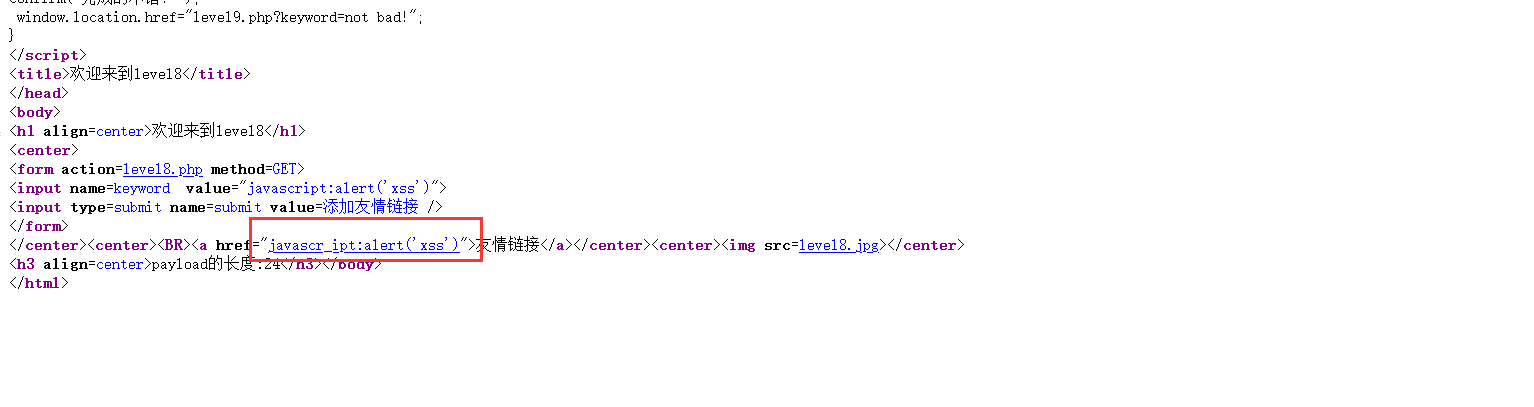 window.location.href="level9.php?keyword=not bad!";
}
</script>
<title>欢迎来到level8</title>
</head>
<body>
<h1 align=center>欢迎来到level8</h1>
<center>
<form action=level8.php method=GET>
<input name=keyword  value="javascript:alert('xss')">
<input type=submit name=submit value=添加友情链接 />
</form>
</center><center><BR><a href="javascr_ipt:alert('xss')">友情链接</a></center><center><img src=level8.jpg></center>
<h3 align=center>payload的长度:24</h3></body>
</html>